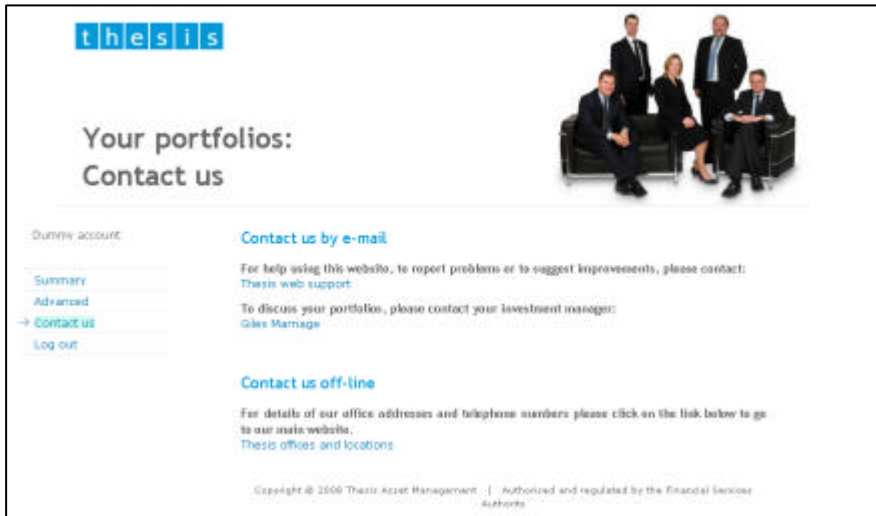 thesis
Your portfolios:
Contact us
Dummy account
Summary
Advanced
→ Contact us
Log out
Contact us by e-mail
For help using this website, to report problems or to suggest improvements, please contact:
Thesis web support
To discuss your portfolios, please contact your investment manager:
Giles Marriage
Contact us off-line
For details of our office addresses and telephone numbers please click on the link below to go
to our main website.
Thesis offices and locations
Copyright © 2008 Thesis Asset Management | Authorised and regulated by the Financial Services
Authority